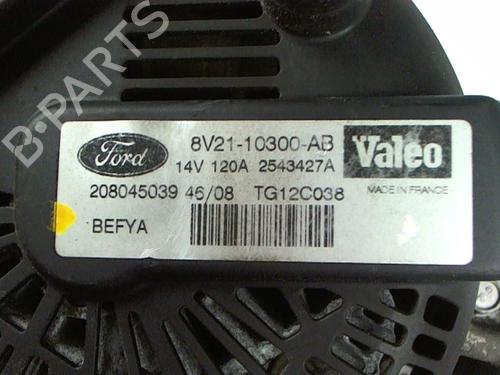 B-PARTS
Ford
8V21-10300-AB
14V 120A 2543427A
Valeo
MADE IN FRANCE
208045039 46/08 TG12C038
BEFYA